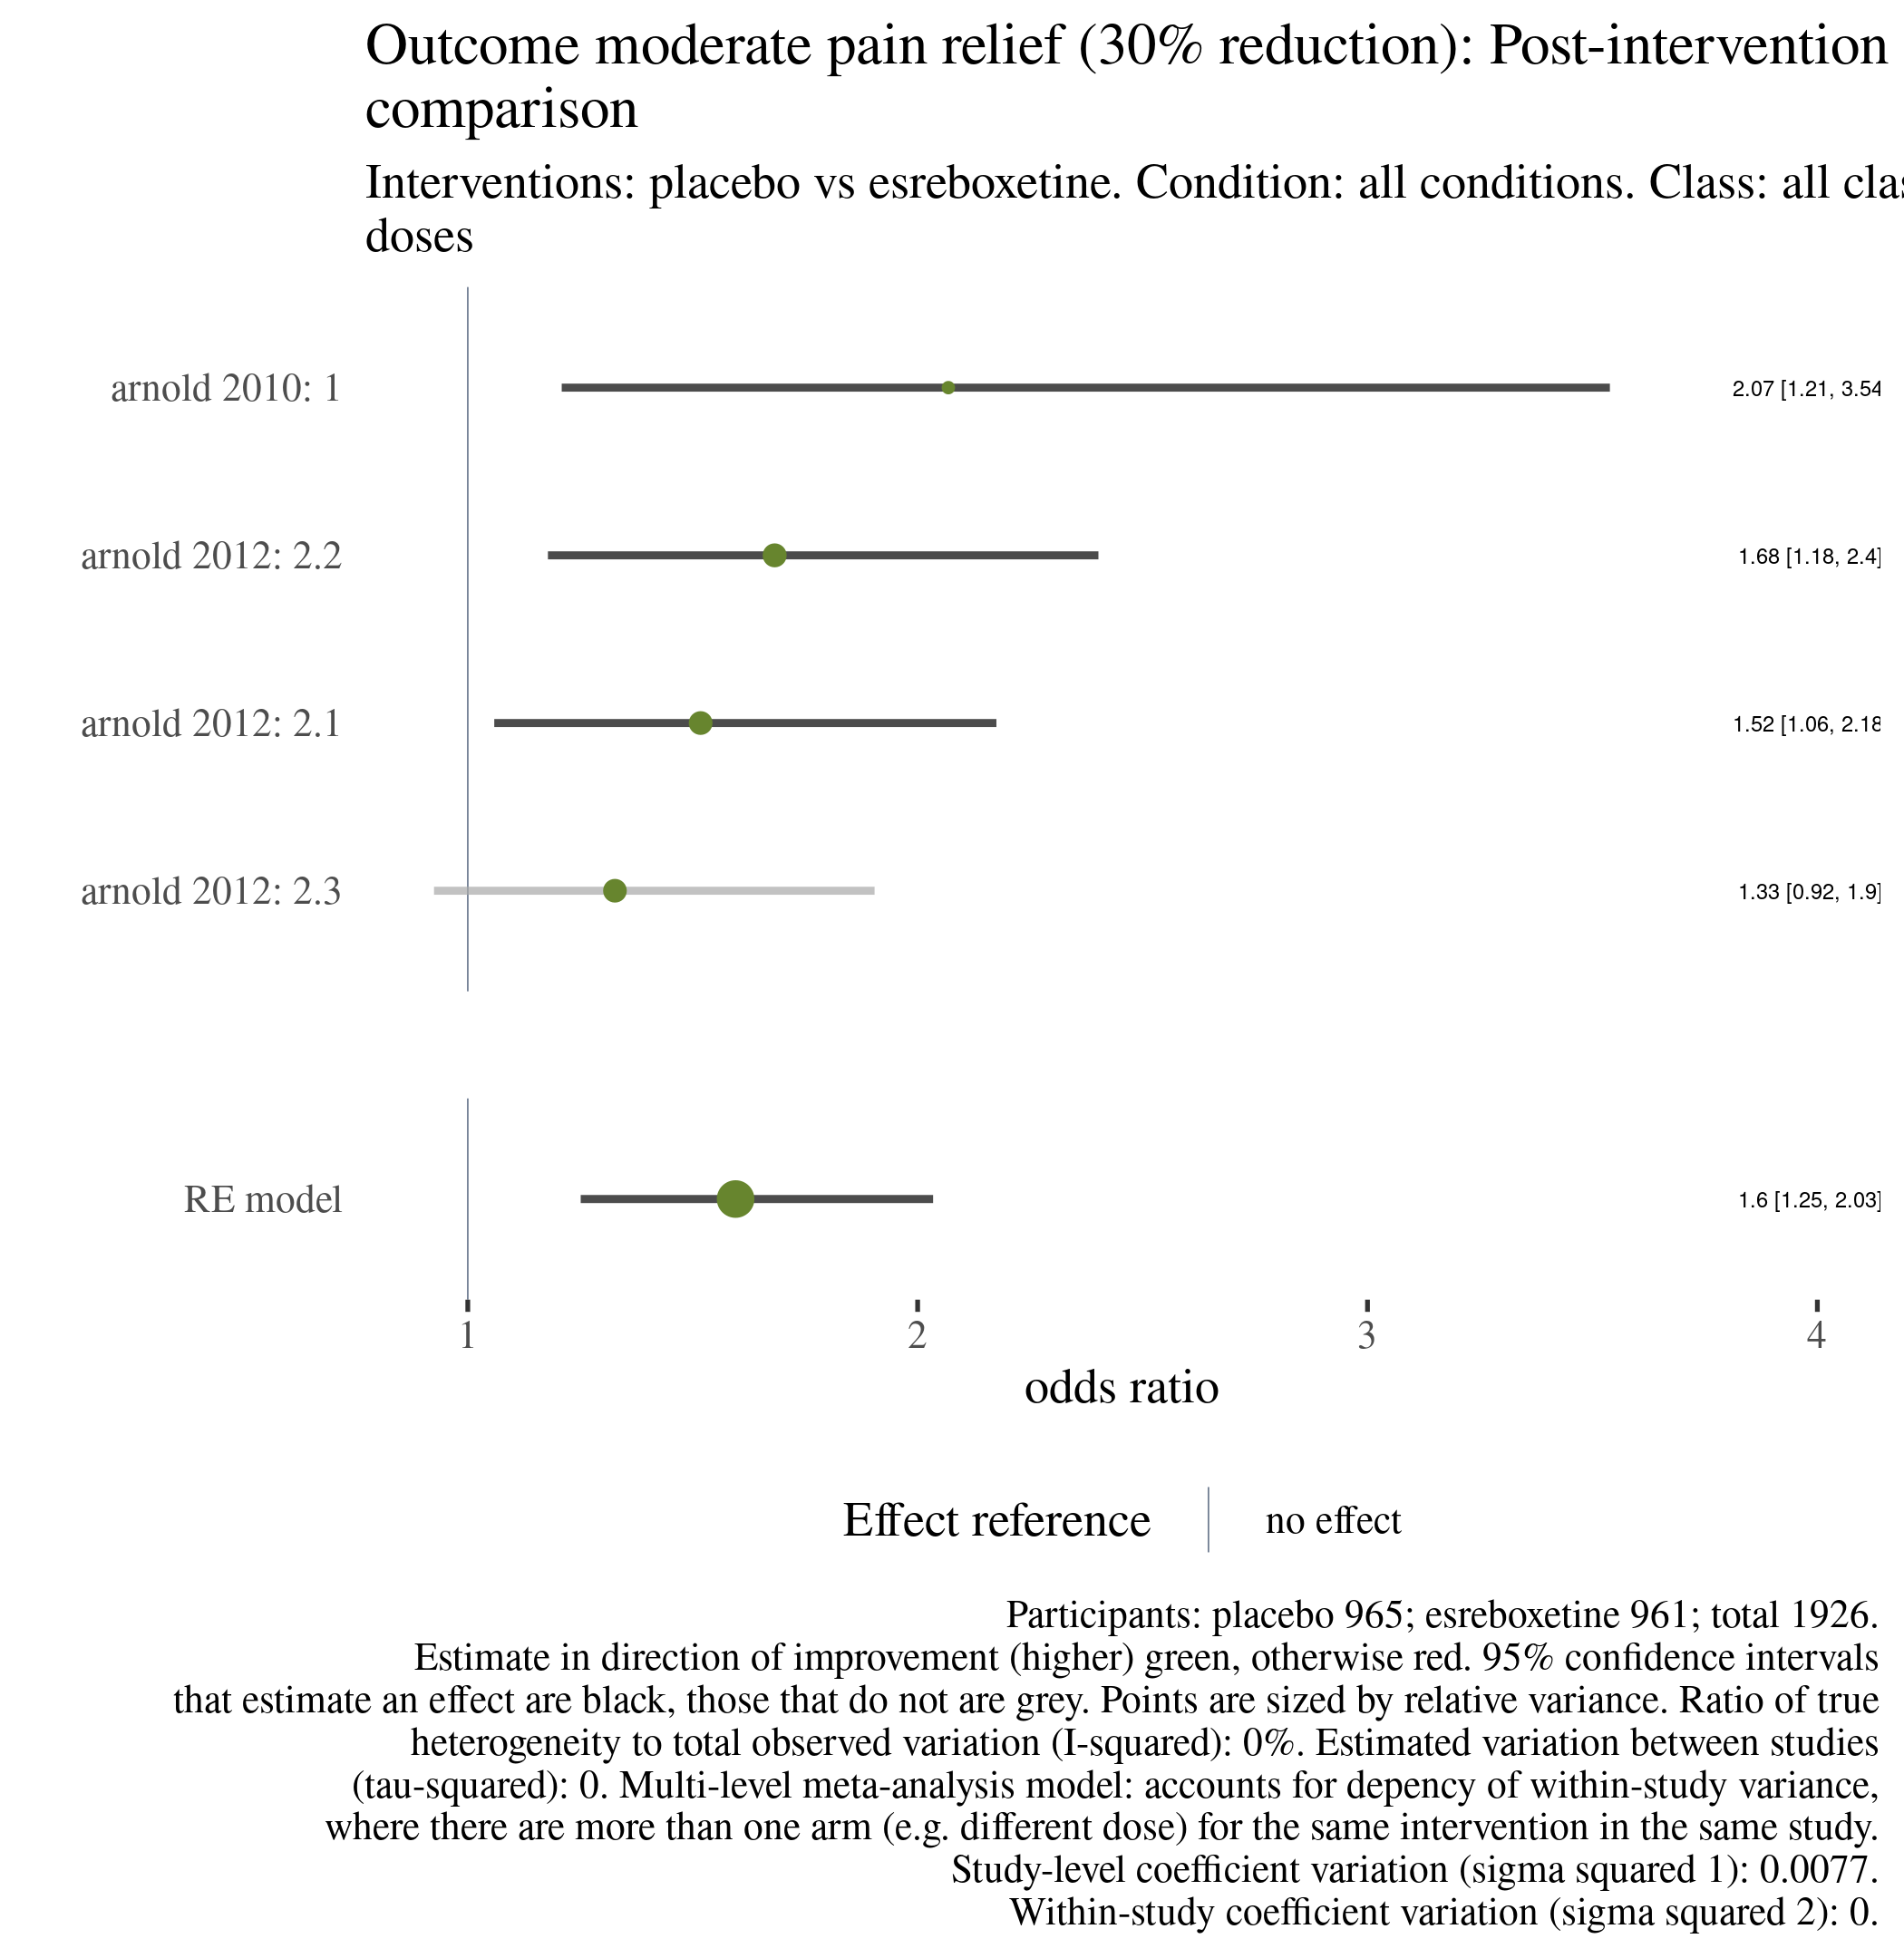 Outcome moderate pain relief (30% reduction): Post-intervention
comparison
Interventions: placebo vs esreboxetine. Condition: all conditions. Class: all
doses
arnold 2010: 1
2.07 [1.21, 3.54
arnold 2012: 2.2
1.68 [1.18, 2.4]
arnold 2012: 2.1
1.52 [1.06, 2.18
arnold 2012: 2.3
1.33 [0.92, 1.9]
RE model
1.6 [1.25, 2.03]
1 2 3 4
odds ratio
Effect reference
no effect
Participants: placebo 965; esreboxetine 961; total 1926.
Estimate in direction of improvement (higher) green, otherwise red. 95% confidence intervals
that estimate an effect are black, those that do not are grey. Points are sized by relative variance. Ratio of true
heterogeneity to total observed variation (I-squared): 0%. Estimated variation between studies
(tau-squared): 0. Multi-level meta-analysis model: accounts for depency of within-study variance,
where there are more than one arm (e.g. different dose) for the same intervention in the same study.
Study-level coefficient variation (sigma squared 1): 0.0077.
Within-study coefficient variation (sigma squared 2): 0.